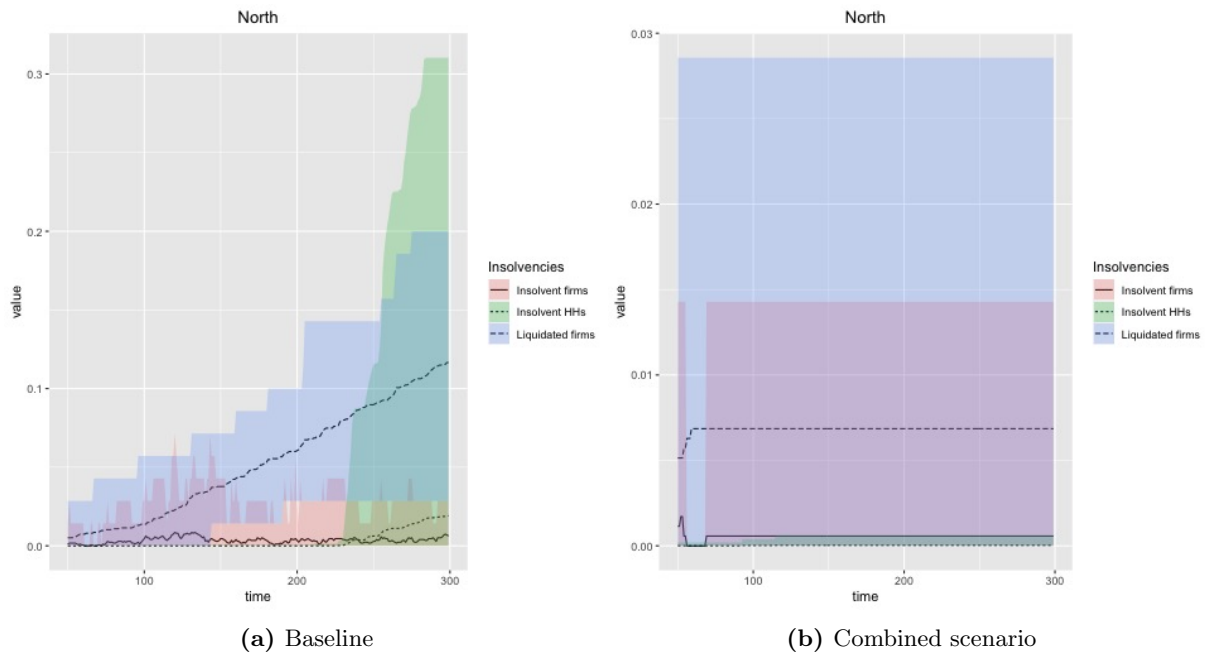 North
0.3
0.2
0.1
0.0
value
100
200
300
time
Insolvencies
Insolvent firms
Insolvent HHs
Liquidated firms
(a) Baseline
North
0.03
0.02
0.01
0.00
value
100
200
300
time
Insolvencies
Insolvent firms
Insolvent HHs
Liquidated firms
(b) Combined scenario